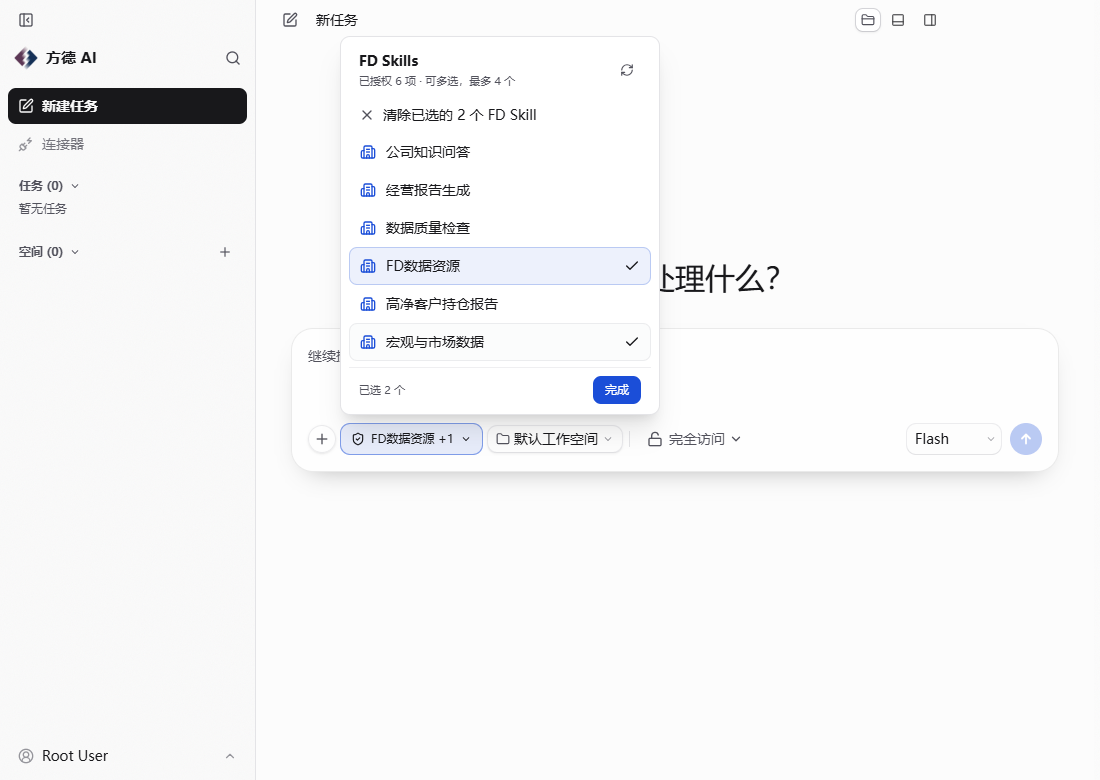 新任务
方德 AI
新建任务
连接器
任务 (0)
暂无任务
空间 (0)
FD Skills
已授权 6 项 · 可多选，最多 4 个
清除已选的 2 个 FD Skill
公司知识问答
经营报告生成
数据质量检查
FD数据资源
高净客户持仓报告
宏观与市场数据
已选 2 个
完成
处理什么？
继续
FD数据资源 +1
默认工作空间
完全访问
Flash
Root User